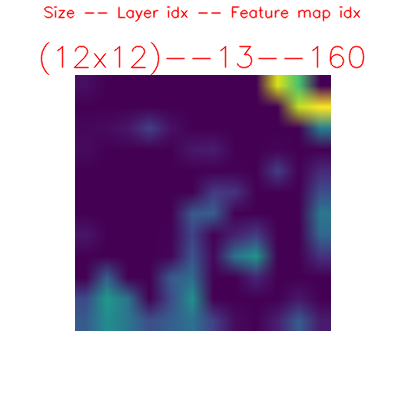 Size -- Layer idx -- Feature map idx
(12x12)--13--160